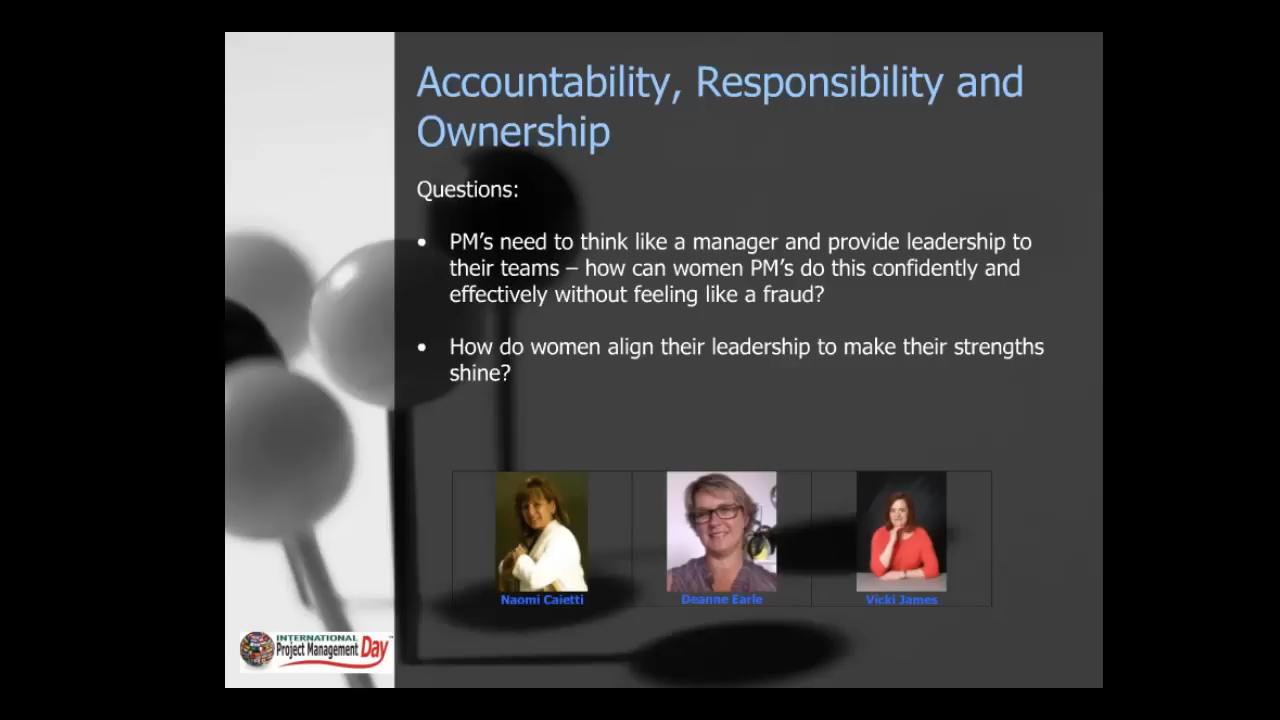 Accountability, Responsibility and
Ownership
Questions:
• PM's need to think like a manager and provide leadership to
their teams – how can women PM's do this confidently and
effectively without feeling like a fraud?
• How do women align their leadership to make their strengths
shine?
Naomi Caietti
Deanne Earle
Vicki James
INTERNATIONAL
Project Management Day